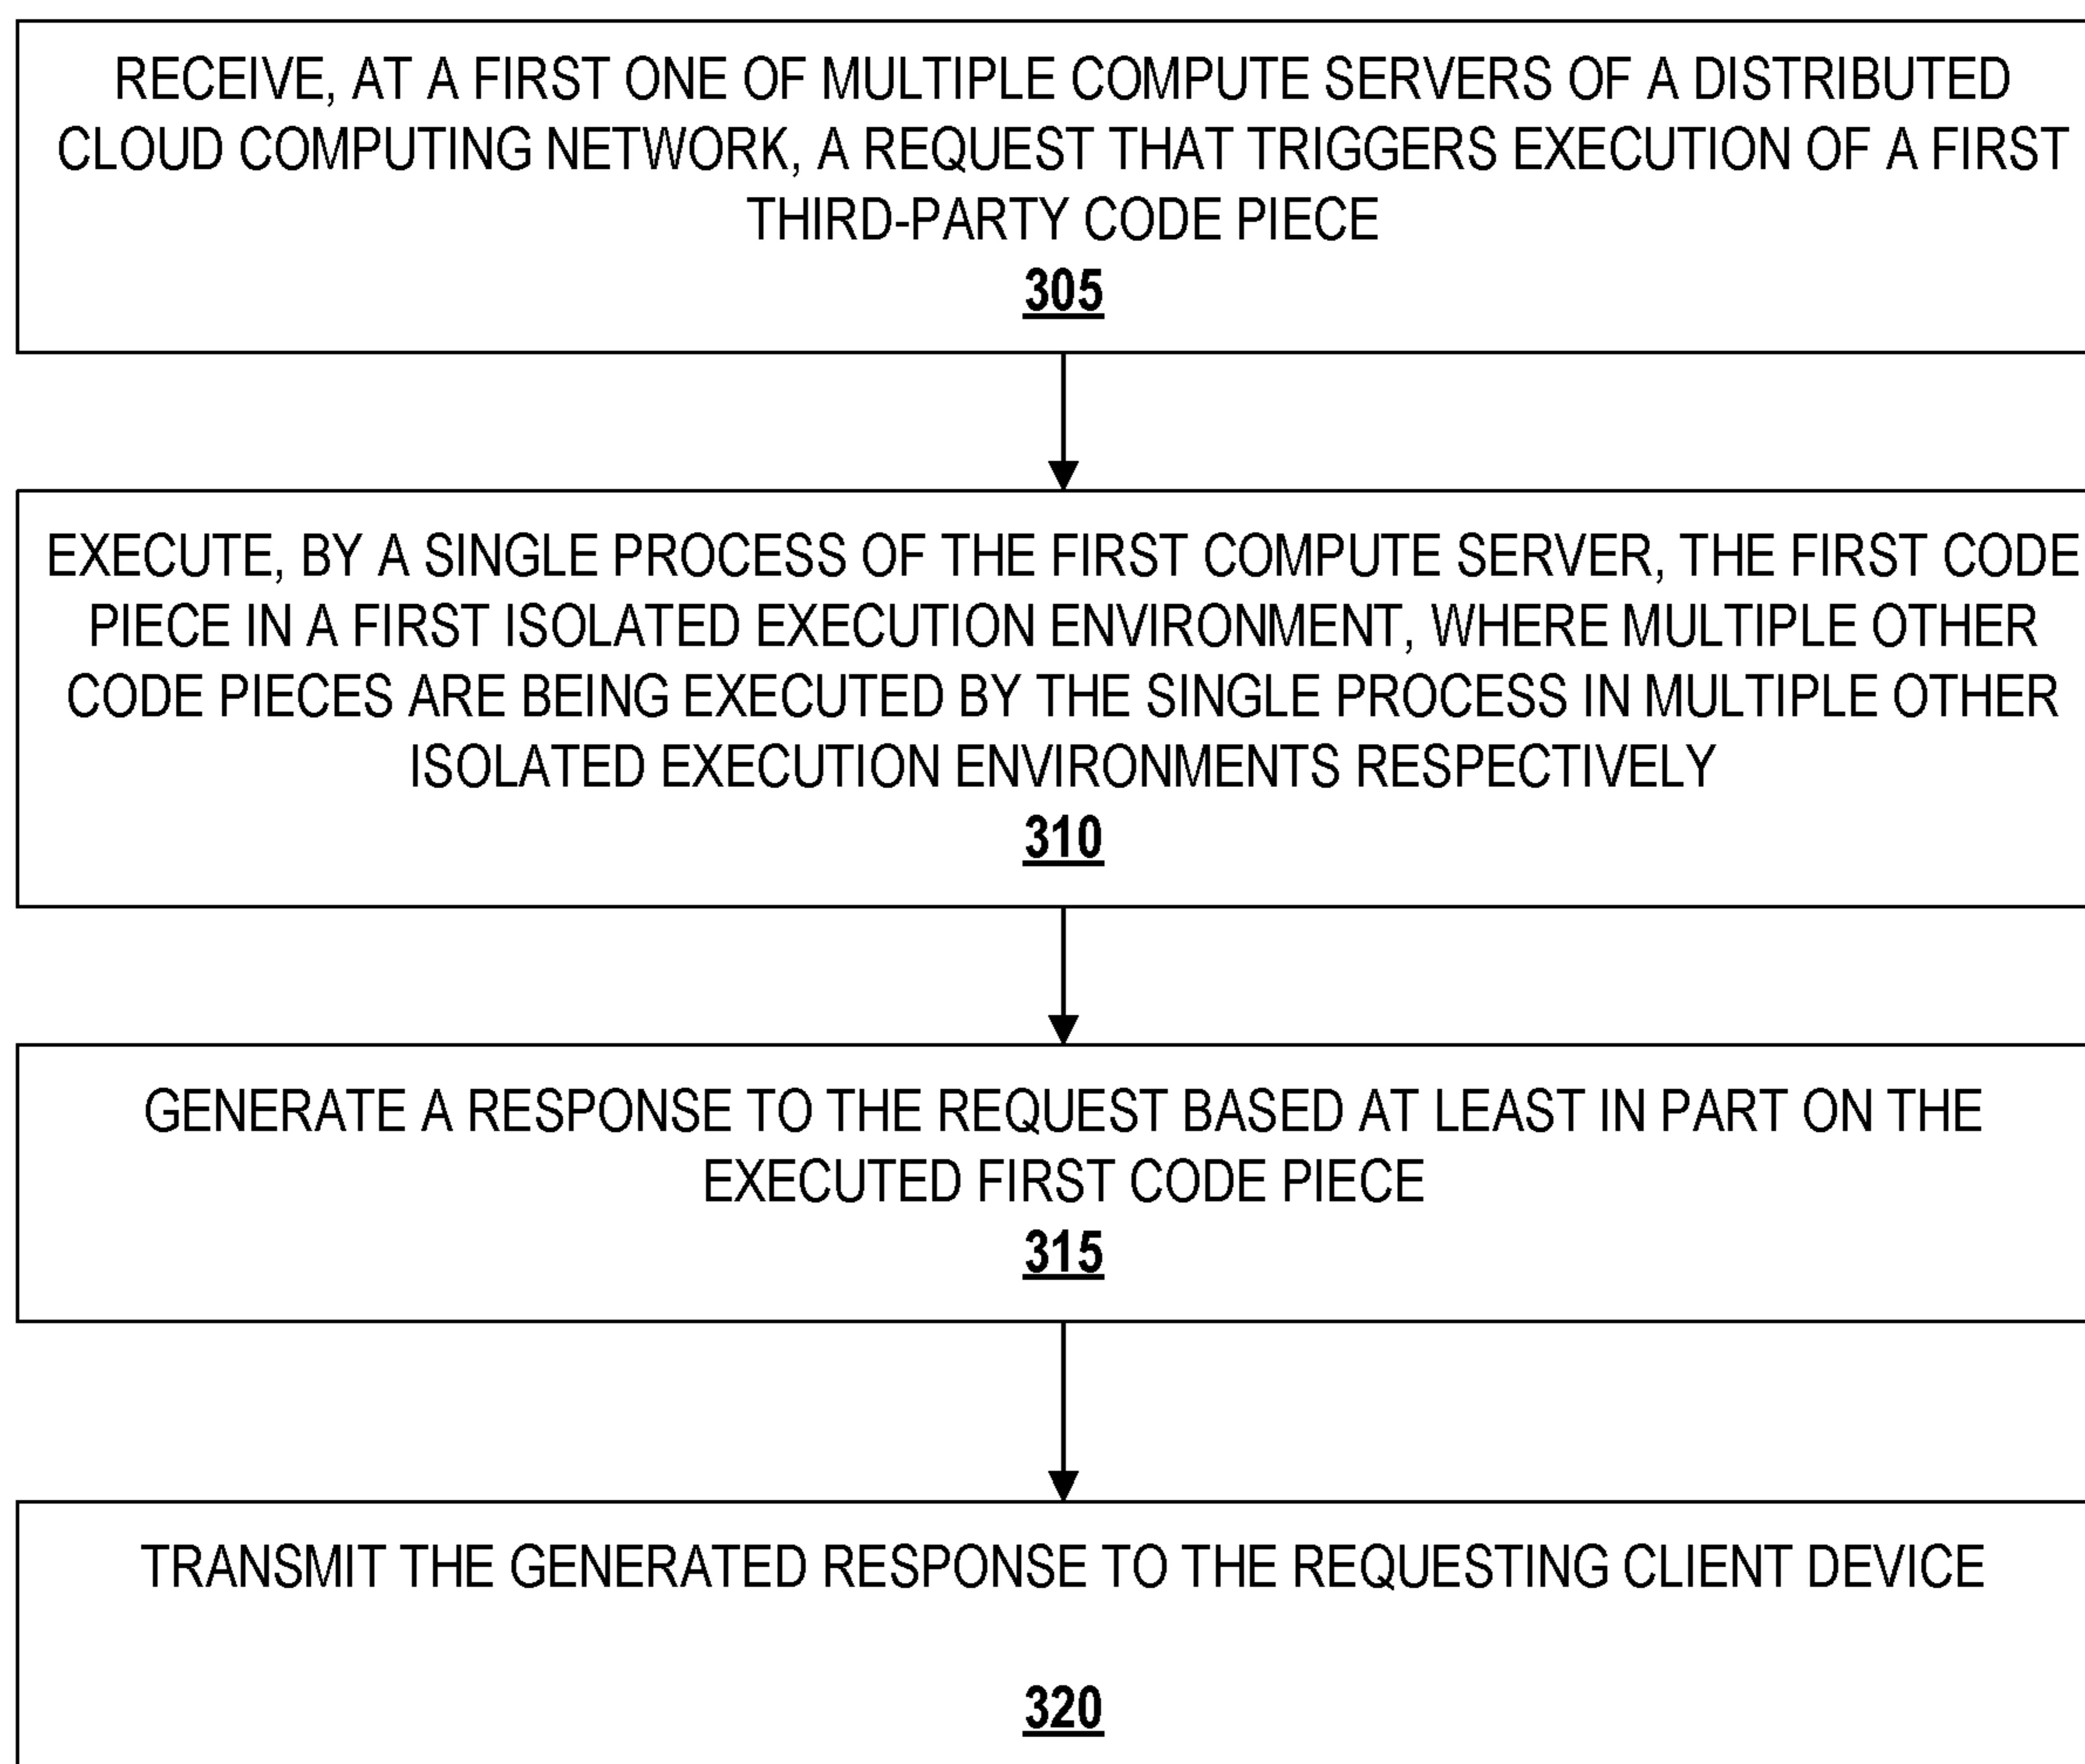 RECEIVE, AT A FIRST ONE OF MULTIPLE COMPUTE SERVERS OF A DISTRIBUTED
CLOUD COMPUTING NETWORK, A REQUEST THAT TRIGGERS EXECUTION OF A FIRST
THIRD-PARTY CODE PIECE
305
EXECUTE, BY A SINGLE PROCESS OF THE FIRST COMPUTE SERVER, THE FIRST CODE
PIECE IN A FIRST ISOLATED EXECUTION ENVIRONMENT, WHERE MULTIPLE OTHER
CODE PIECES ARE BEING EXECUTED BY THE SINGLE PROCESS IN MULTIPLE OTHER
ISOLATED EXECUTION ENVIRONMENTS RESPECTIVELY
310
GENERATE A RESPONSE TO THE REQUEST BASED AT LEAST IN PART ON THE
EXECUTED FIRST CODE PIECE
315
TRANSMIT THE GENERATED RESPONSE TO THE REQUESTING CLIENT DEVICE
320